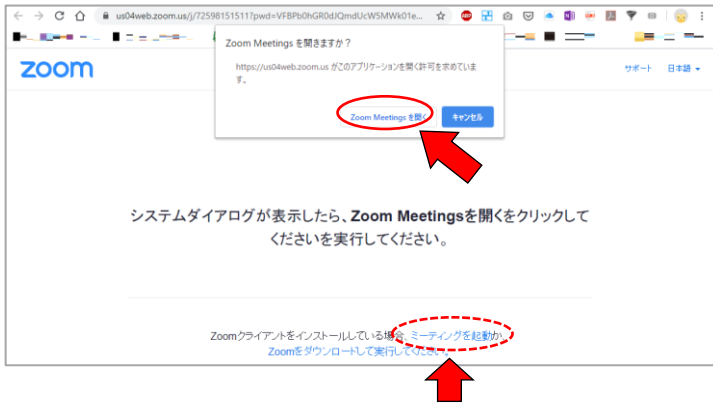 us04web.zoom.us/j/72598151511?pwd=VFBPb0hGR0dJQmdUcW5MWk01e...
Zoom Meetings を開きますか？
https://us04web.zoom.us がこのアプリケーションを開く許可を求めていま
す。
Zoom Meetings を開く
キャンセル
zoom
サポート 日本語
システムダイアログが表示したら、Zoom Meetingsを開くをクリックして
くださいを実行してください。
Zoomクライアントをインストールしている場合、ミーティングを起動か、
Zoomをダウンロードして実行してください。